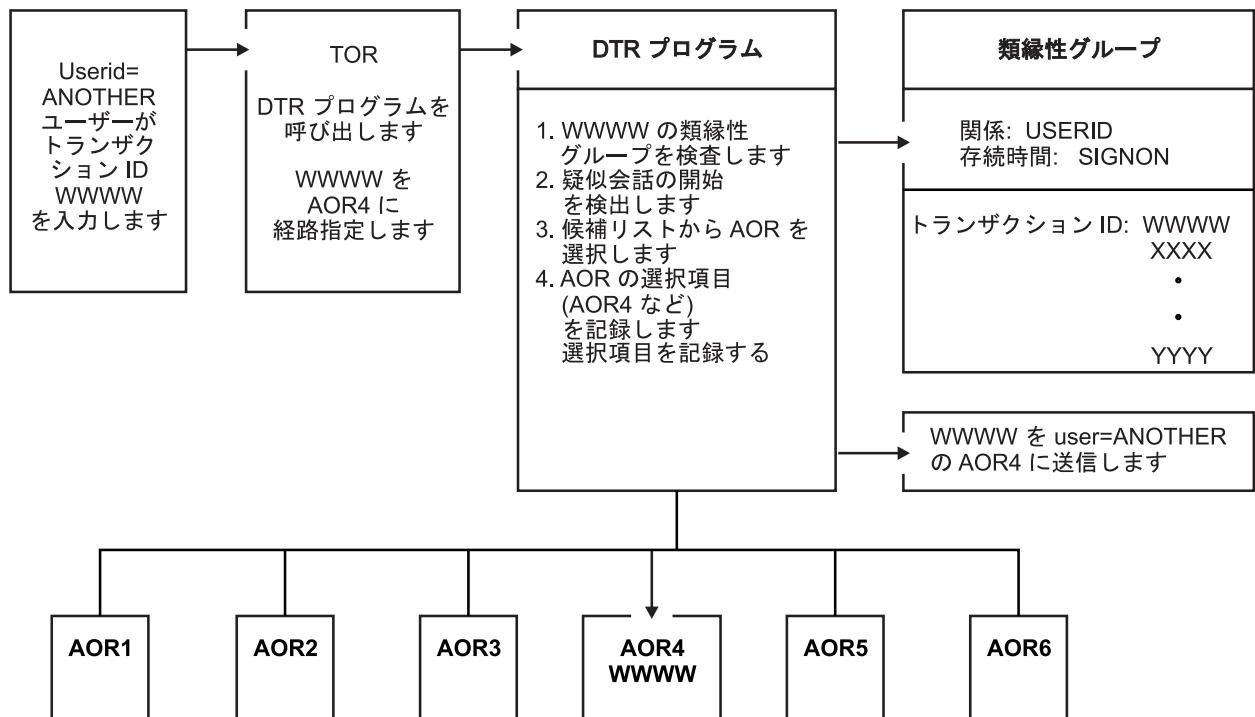 Userid=
ANOTHER
ユーザーが
トランザク
ション ID
WWWW
を入力します
TOR
DTR プログラムを
呼び出します
WWWW を
AOR4 に
経路指定します
DTR プログラム
1. WWWW の類縁性
グループを検査します
2. 疑似会話の開始
を検出します
3. 候補リストから AOR を
選択します
4. AOR の選択項目
(AOR4 など)
を記録します
選択項目を記録する
類縁性グループ
関係: USERID
存続時間: SIGNON
トランザクション ID: WWWW
XXXX
•
•
YYYY
WWWW を user=ANOTHER
の AOR4 に送信します
AOR1
AOR2
AOR3
AOR4
WWWW
AOR5
AOR6